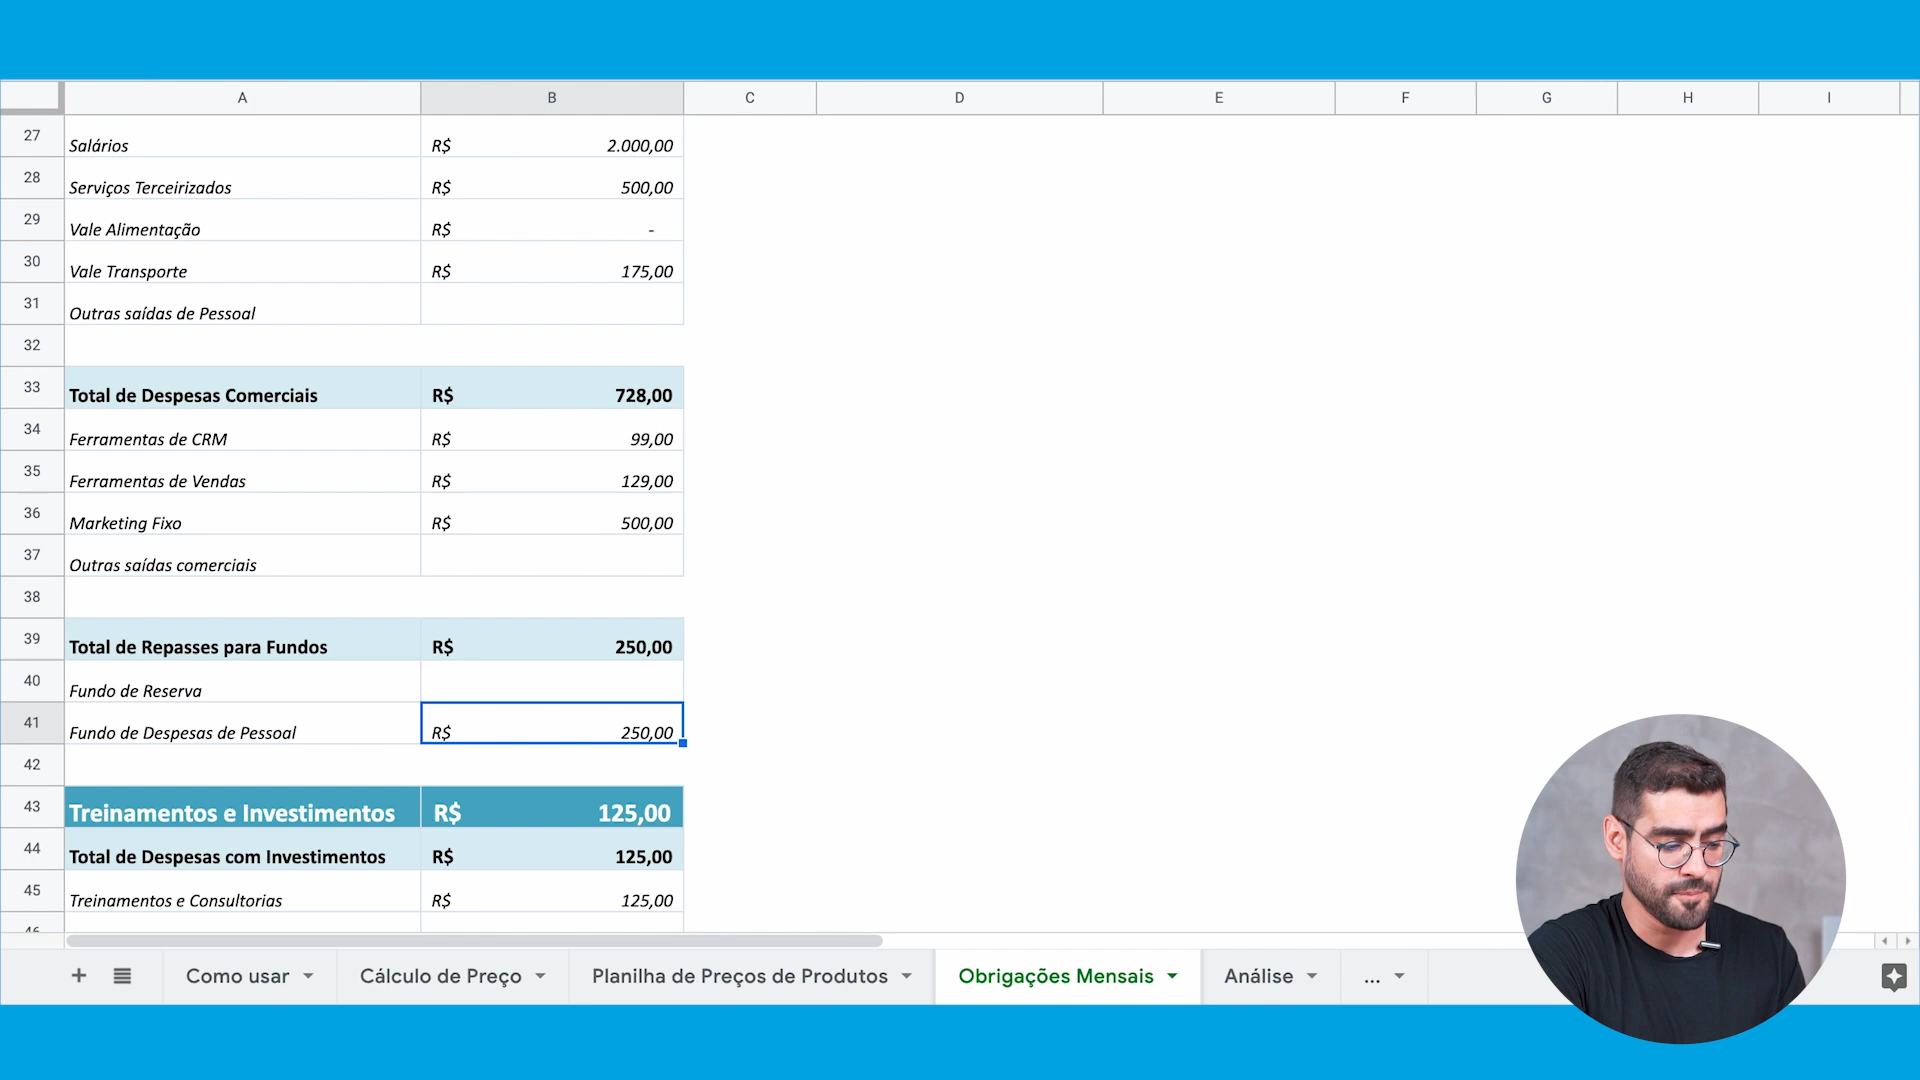 A B C D E F G H I
27 Salários R$ 2.000,00
28 Serviços Terceirizados R$ 500,00
29 Vale Alimentação R$ -
30 Vale Transporte R$ 175,00
31 Outras saídas de Pessoal
32
33 Total de Despesas Comerciais R$ 728,00
34 Ferramentas de CRM R$ 99,00
35 Ferramentas de Vendas R$ 129,00
36 Marketing Fixo R$ 500,00
37 Outras saídas comerciais
38
39 Total de Repasses para Fundos R$ 250,00
40 Fundo de Reserva
41 Fundo de Despesas de Pessoal R$ 250,00
42
43 Treinamentos e Investimentos R$ 125,00
44 Total de Despesas com Investimentos R$ 125,00
45 Treinamentos e Consultorias R$ 125,00
46
+ Como usar Cálculo de Preço Planilha de Preços de Produtos Obrigações Mensais Análise ...